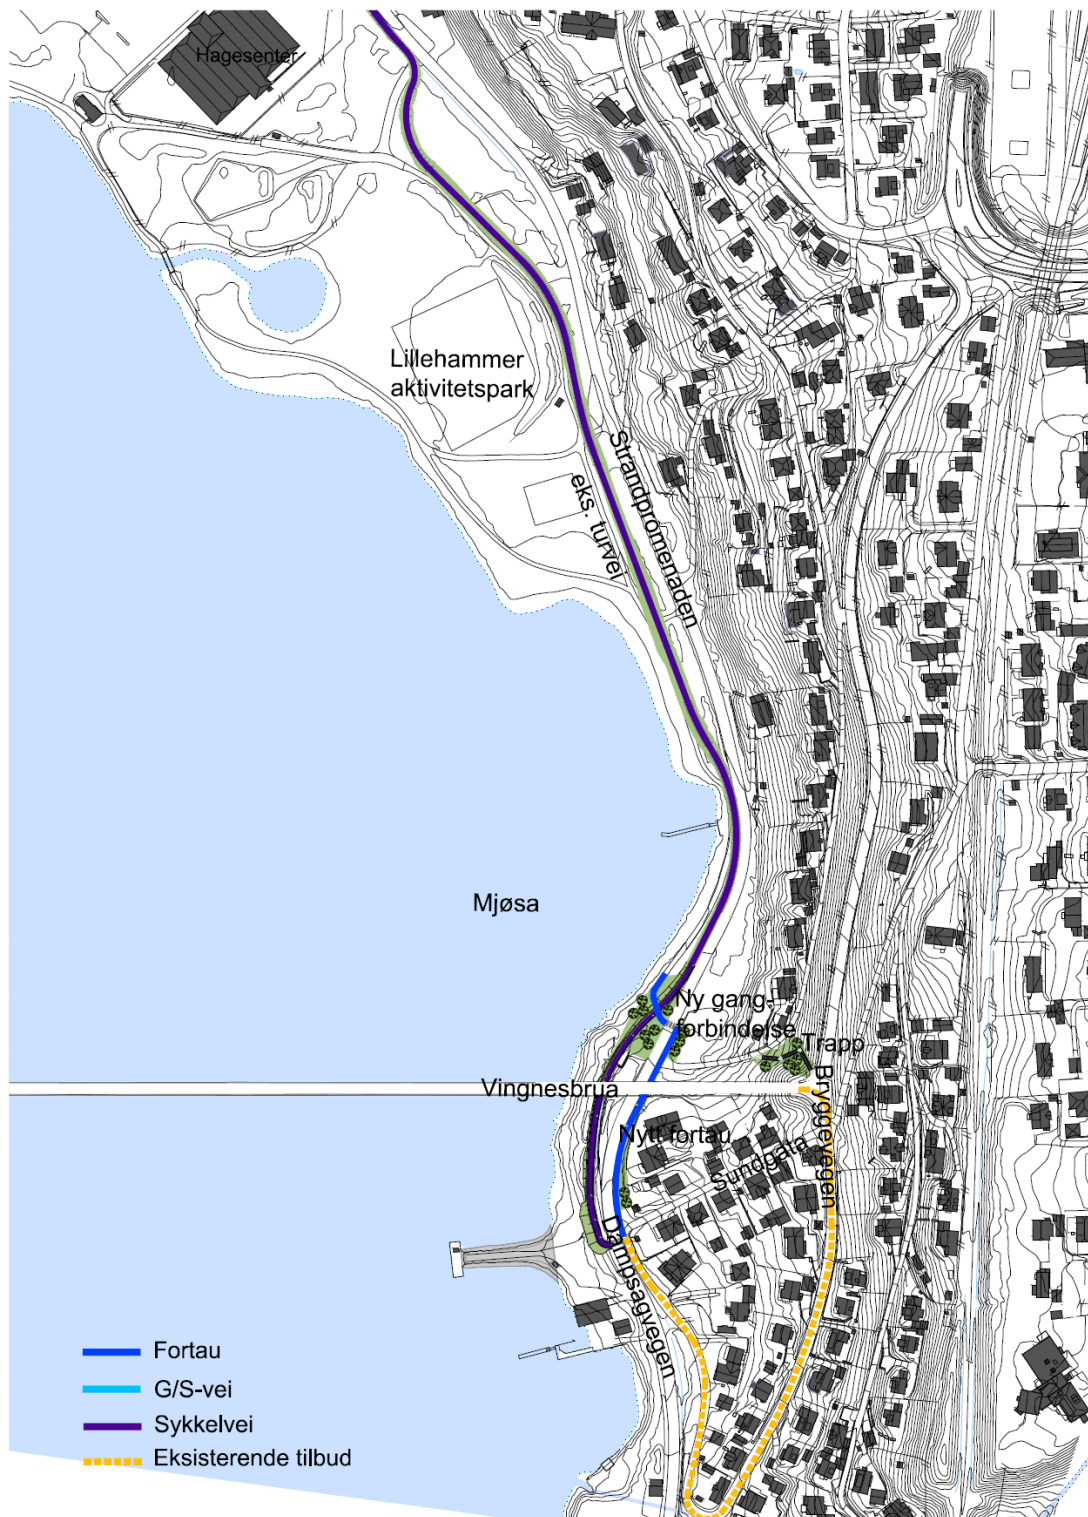 Hagesenter
Lillehammer
aktivitetspark
Strandpromenaden
eks. turvei
Mjøsa
Ny gang-
forbindelse
Trapp
Vingnesbrua
Bryggevegen
Nytt fortau
Sundgata
Dampsagvegen
Fortau
G/S-vei
Sykkelvei
Eksisterende tilbud